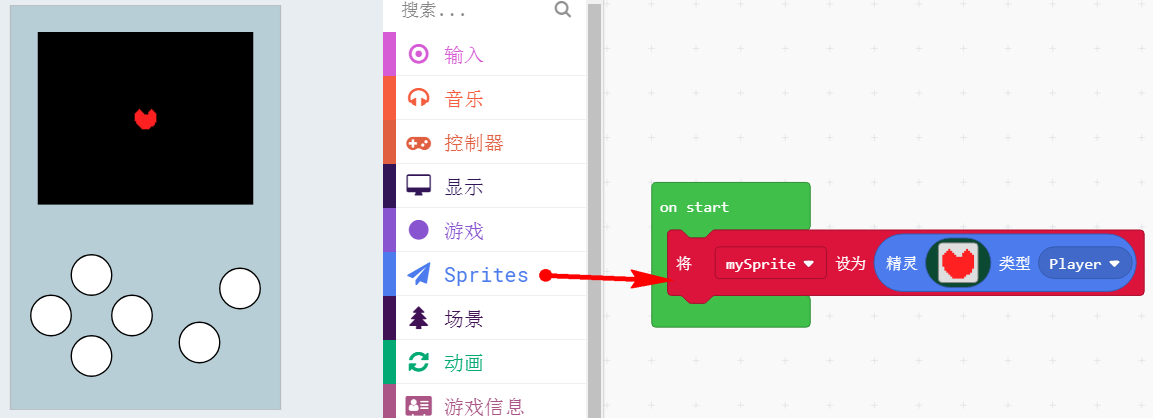 搜索...
输入
音乐
控制器
显示
游戏
Sprites
场景
动画
游戏信息
on start
将 mySprite 设为 精灵 类型 Player